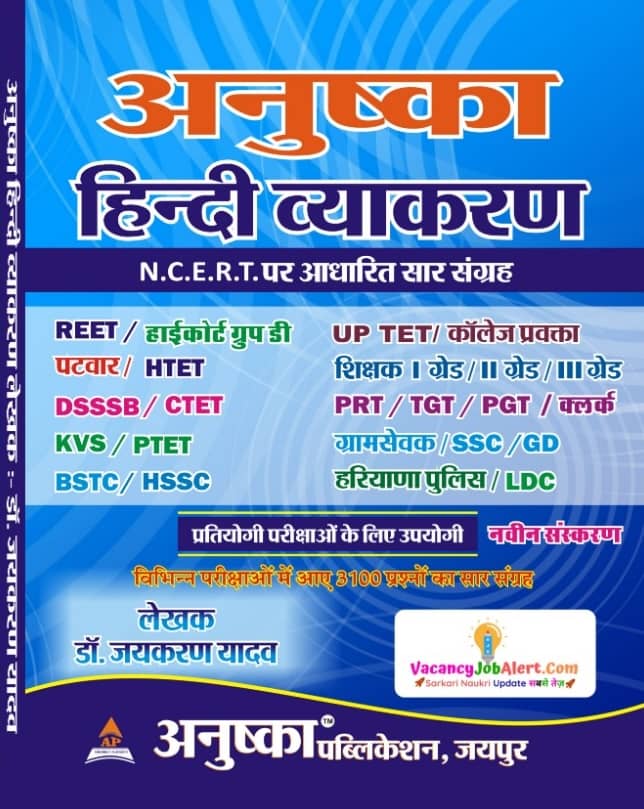 अनुष्का हिन्दी व्याकरण लेखक :- डॉ. जयकरण यादव
अनुष्का
हिन्दी व्याकरण
N.C.E.R.T. पर आधारित सार संग्रह
REET / हाईकोर्ट ग्रुप डी
पटवार / HTET
DSSSB / CTET
KVS / PTET
BSTC / HSSC
UP TET / कॉलेज प्रवक्ता
शिक्षक I ग्रेड / II ग्रेड / III ग्रेड
PRT / TGT / PGT / क्लर्क
ग्रामसेवक / SSC / GD
हरियाणा पुलिस / LDC
प्रतियोगी परीक्षाओं के लिए उपयोगी
नवीन संस्करण
विभिन्न परीक्षाओं में आए 3100 प्रश्नों का सार संग्रह
लेखक
डॉ. जयकरण यादव
VacancyJobAlert.Com
Sarkari Naukri Update सबसे तेज़
AP
अनुष्का™ पब्लिकेशन, जयपुर